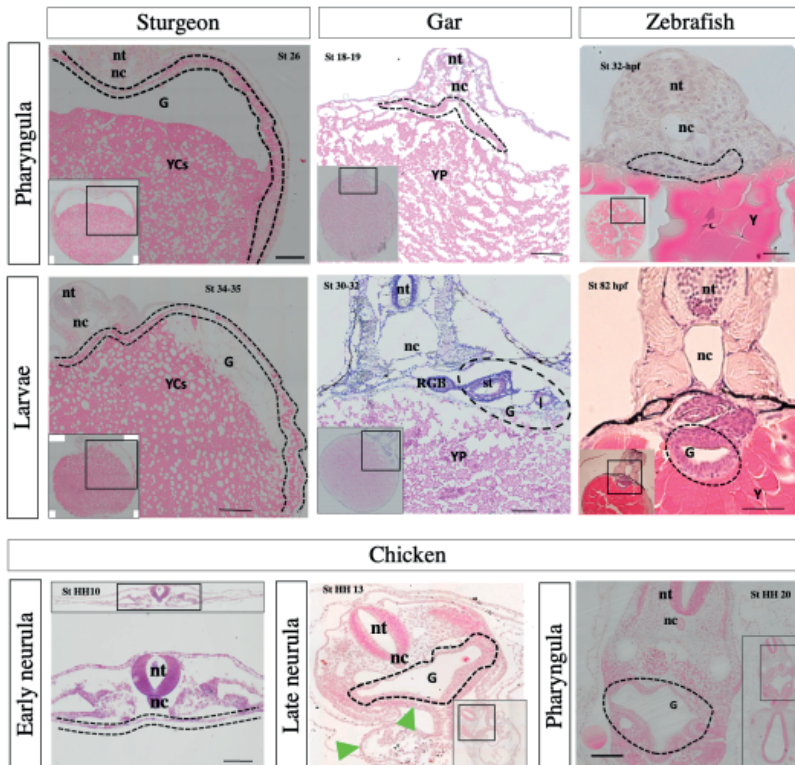 Sturgeon
Gar
Zebrafish
Pharyngula
St 26
nt
nc
G
YCs
St 18-19
nt
nc
YP
St 32-hpf
nt
nc
Y
Larvae
St 34-35
nt
nc
G
YCs
St 30-32
nt
nc
RGB
st
G
I
YP
St 82 hpf
nt
nc
G
Y
Chicken
Early neurula
St HH10
nt
nc
Late neurula
St HH 13
nt
nc
G
Pharyngula
St HH 20
nt
nc
G